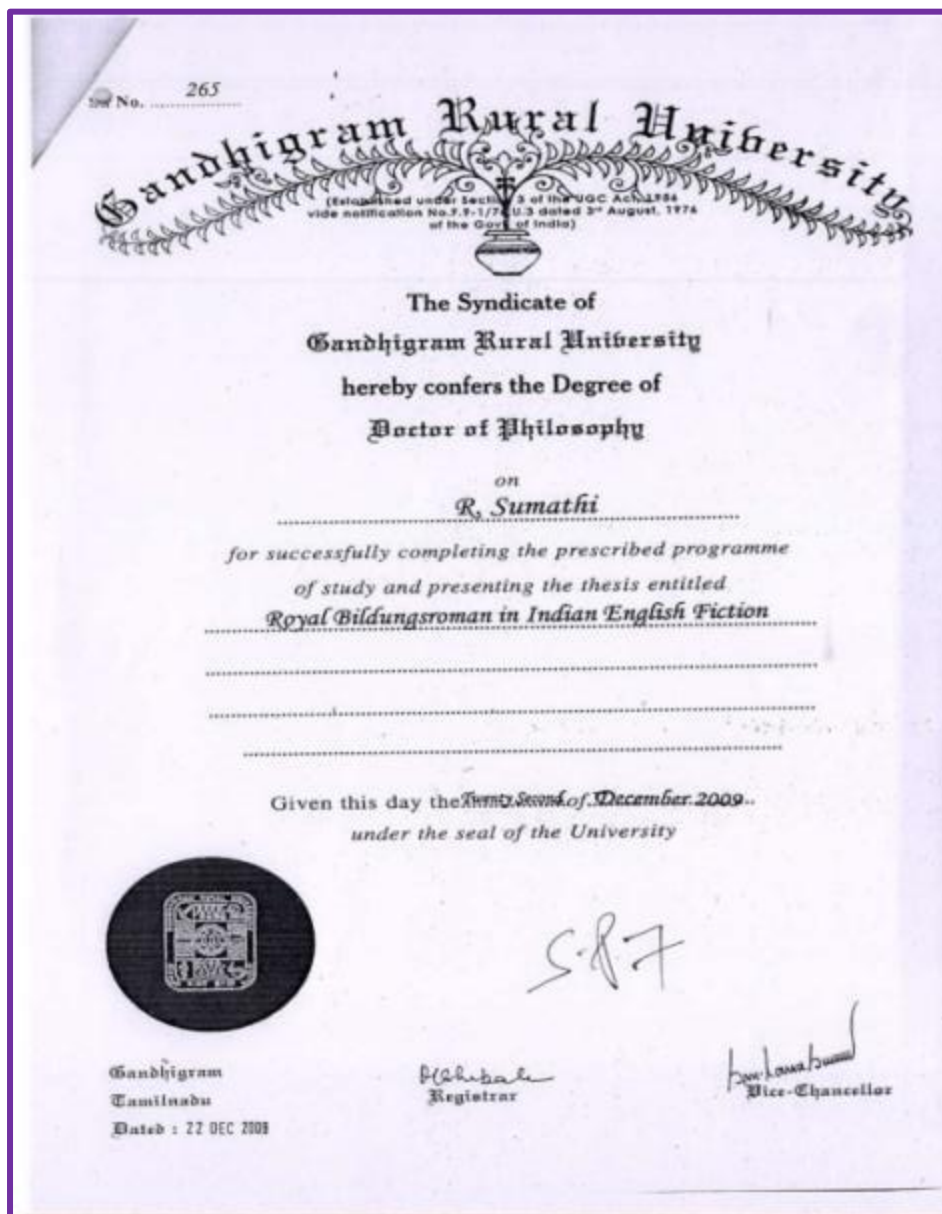 No. 265
Gandhigram Rural University
(Established under Section 3 of the UGC Act 1956
vide notification No.F.9-1/76 U.3 dated 3rd August, 1976
of the Govt. of India)
The Syndicate of
Gandhigram Rural University
hereby confers the Degree of
Doctor of Philosophy
on
R. Sumathi
for successfully completing the prescribed programme
of study and presenting the thesis entitled
Royal Bildungsroman in Indian English Fiction
Given this day the Twenty Second of December 2009
under the seal of the University
Gandhigram
Tamilnadu
Dated : 22 DEC 2009
Registrar
Vice-Chancellor